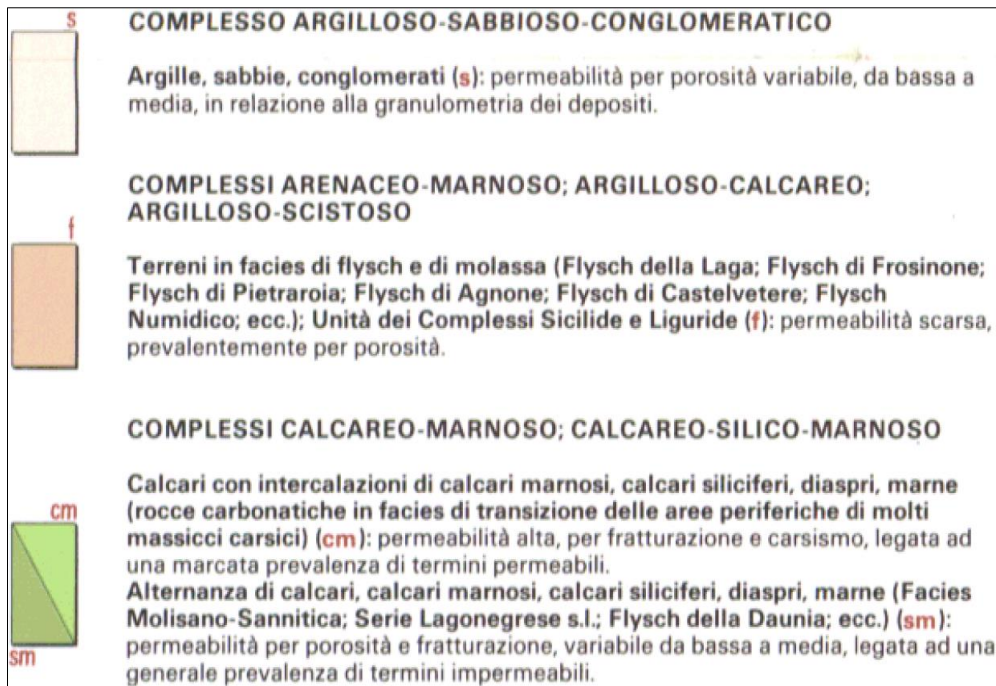 s
COMPLESSO ARGILLOSO-SABBIOSO-CONGLOMERATICO
Argille, sabbie, conglomerati (s): permeabilità per porosità variabile, da bassa a
media, in relazione alla granulometria dei depositi.
COMPLESSI ARENACEO-MARNOSO; ARGILLOSO-CALCAREO;
ARGILLOSO-SCISTOSO
f
Terreni in facies di flysch e di molassa (Flysch della Laga; Flysch di Frosinone;
Flysch di Pietraroia; Flysch di Agnone; Flysch di Castelvetere; Flysch
Numidico; ecc.); Unità dei Complessi Sicilide e Liguride (f): permeabilità scarsa,
prevalentemente per porosità.
COMPLESSI CALCAREO-MARNOSO; CALCAREO-SILICO-MARNOSO
Calcari con intercalazioni di calcari marnosi, calcari siliciferi, diaspri, marne
(rocce carbonatiche in facies di transizione delle aree periferiche di molti
cm
massicci carsici) (cm): permeabilità alta, per fratturazione e carsismo, legata ad
una marcata prevalenza di termini permeabili.
Alternanza di calcari, calcari marnosi, calcari siliciferi, diaspri, marne (Facies
Molisano-Sannitica; Serie Lagonegrese s.l.; Flysch della Daunia; ecc.) (sm):
permeabilità per porosità e fratturazione, variabile da bassa a media, legata ad una
sm
generale prevalenza di termini impermeabili.